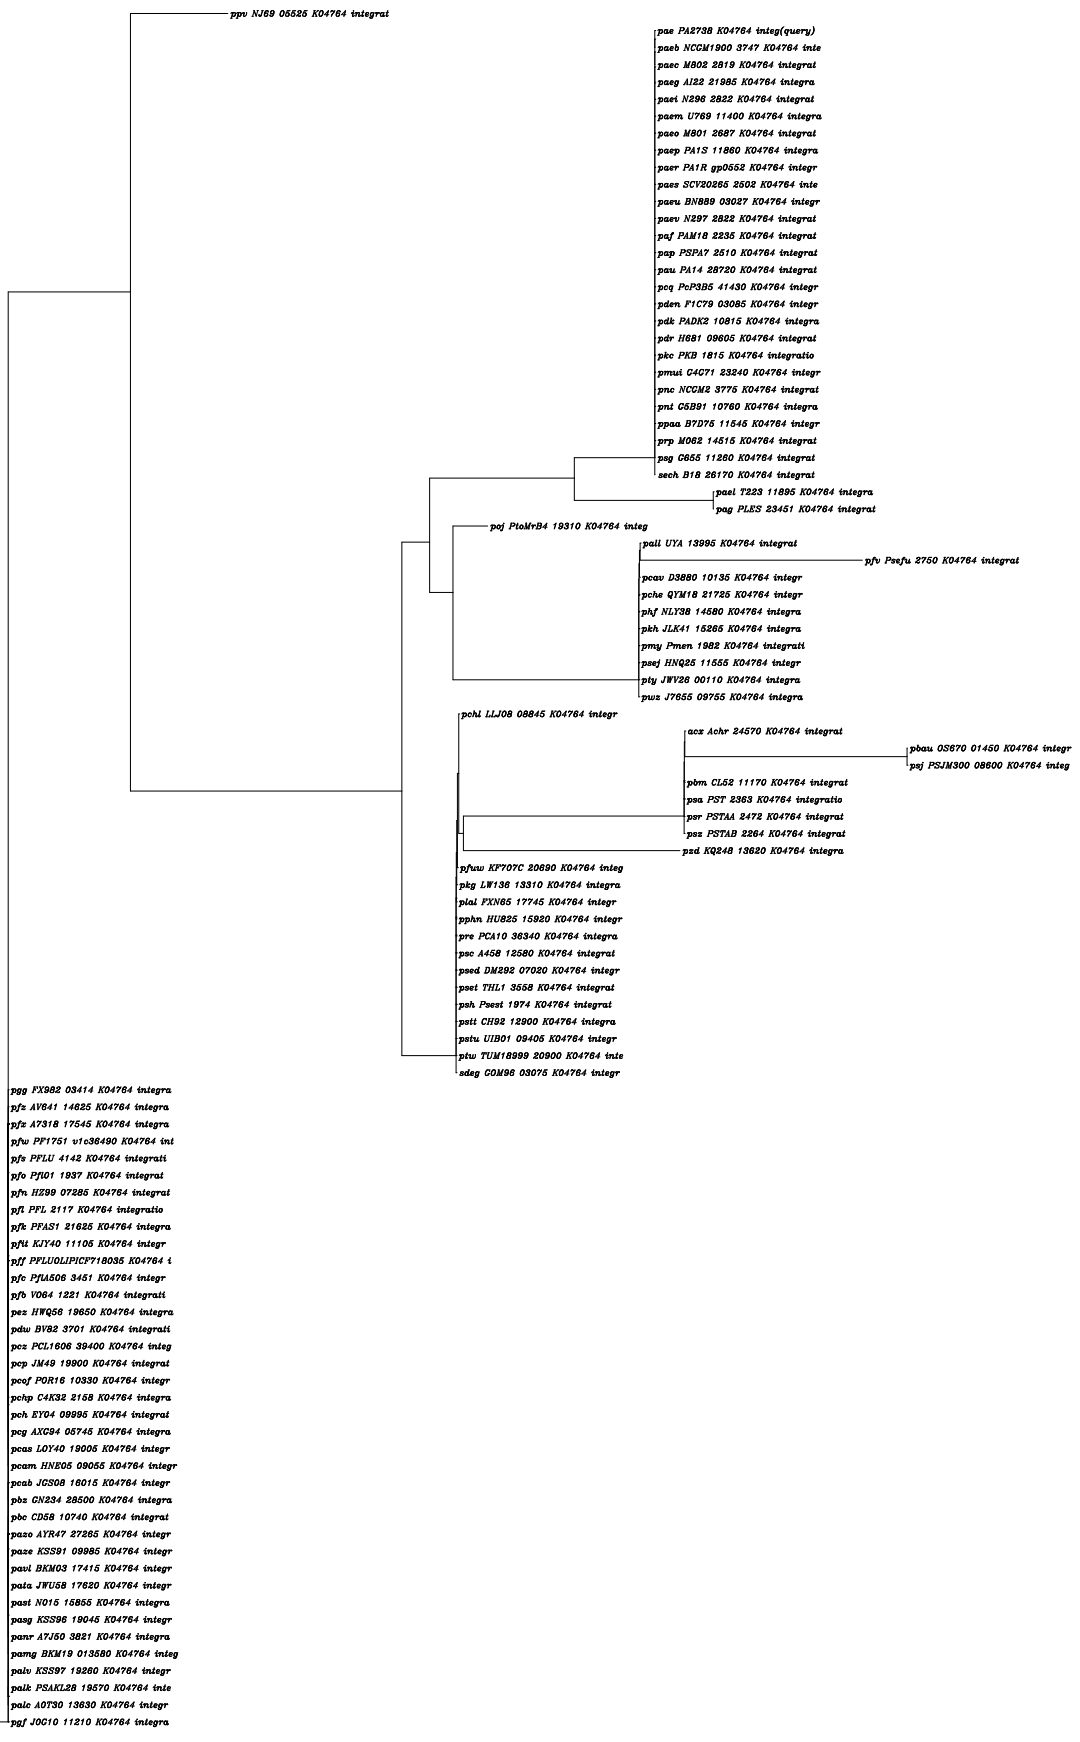 ppv NJ69 05525 K04764 integrat
pae PA2738 K04764 integ(query)
paeb NCGM1900 3747 K04764 inte
paec M802 2819 K04764 integrat
paeg AI22 21985 K04764 integra
paei N296 2822 K04764 integrat
paem U769 11400 K04764 integra
paeo M801 2687 K04764 integrat
paep PA1S 11860 K04764 integra
paer PA1R gp0552 K04764 integr
paes SCV20265 2502 K04764 inte
paeu BN889 03027 K04764 integr
paev N297 2822 K04764 integrat
paf PAM18 2235 K04764 integrat
pap PSPA7 2510 K04764 integrat
pau PA14 28720 K04764 integrat
pcq PcP3B5 41430 K04764 integr
pden F1C79 03085 K04764 integr
pdk PADK2 10815 K04764 integra
pdr H681 09605 K04764 integrat
pkc PKB 1815 K04764 integratio
pmui G4G71 23240 K04764 integr
pnc NCGM2 3775 K04764 integrat
pnt G5B91 10760 K04764 integra
ppaa B7D75 11545 K04764 integr
prp M062 14515 K04764 integrat
psg G655 11260 K04764 integrat
sech B18 26170 K04764 integrat
pael T223 11895 K04764 integra
pag PLES 23451 K04764 integrat
poj PtoMrB4 19310 K04764 integ
pall UYA 13995 K04764 integrat
pfv Psefu 2750 K04764 integrat
pcav D3880 10135 K04764 integr
pche QYM18 21725 K04764 integr
phf NLY38 14580 K04764 integra
pkh JLK41 15265 K04764 integra
pmy Pmen 1982 K04764 integrati
psej HNQ25 11555 K04764 integr
pty JWV26 00110 K04764 integra
pwz J7655 09755 K04764 integra
pchl LLJ08 08845 K04764 integr
acx Achr 24570 K04764 integrat
pbau OS670 01450 K04764 integr
psj PSJM300 08600 K04764 integ
pbm CL52 11170 K04764 integrat
psa PST 2363 K04764 integratio
psr PSTAA 2472 K04764 integrat
psz PSTAB 2264 K04764 integrat
pzd KQ248 13620 K04764 integra
pfuw KF707C 20690 K04764 integ
pkg LW136 13310 K04764 integra
plal FXN65 17745 K04764 integr
pphn HU825 15920 K04764 integr
pre PCA10 36340 K04764 integra
psc A458 12580 K04764 integrat
psed DM292 07020 K04764 integr
pset THL1 3558 K04764 integrat
psh Psest 1974 K04764 integrat
pstt CH92 12900 K04764 integra
pstu UIB01 09405 K04764 integr
ptw TUM18999 20900 K04764 inte
sdeg GOM96 03075 K04764 integr
pgg FX982 03414 K04764 integra
pfz AV641 14625 K04764 integra
pfx A7318 17545 K04764 integra
pfw PF1751 v1c36490 K04764 int
pfs PFLU 4142 K04764 integrati
pfo Pfl01 1937 K04764 integrat
pfn HZ99 07285 K04764 integrat
pfl PFL 2117 K04764 integratio
pfk PFAS1 21625 K04764 integra
pfit KJY40 11105 K04764 integr
pff PFLUOLIPICF718035 K04764 i
pfc PflA506 3451 K04764 integr
pfb VO64 1221 K04764 integrati
pez HWQ56 19650 K04764 integra
pdw BV82 3701 K04764 integrati
pcz PCL1606 39400 K04764 integ
pcp JM49 19900 K04764 integrat
pcof POR16 10330 K04764 integr
pchp C4K32 2158 K04764 integra
pch EY04 09995 K04764 integrat
pcg AXG94 05745 K04764 integra
pcas LOY40 19005 K04764 integr
pcam HNE05 09055 K04764 integr
pcab JGS08 16015 K04764 integr
pbz GN234 28500 K04764 integra
pbc CD58 10740 K04764 integrat
pazo AYR47 27265 K04764 integr
paze KSS91 09985 K04764 integr
pavl BKM03 17415 K04764 integr
pata JWU58 17620 K04764 integr
past N015 15855 K04764 integrat
pasg KSS96 19045 K04764 integr
panr A7J50 3821 K04764 integra
pamg BKM19 013580 K04764 integ
palv KSS97 19260 K04764 integr
palk PSAKL28 19570 K04764 inte
palc A0T30 13630 K04764 integr
pgf J0G10 11210 K04764 integra